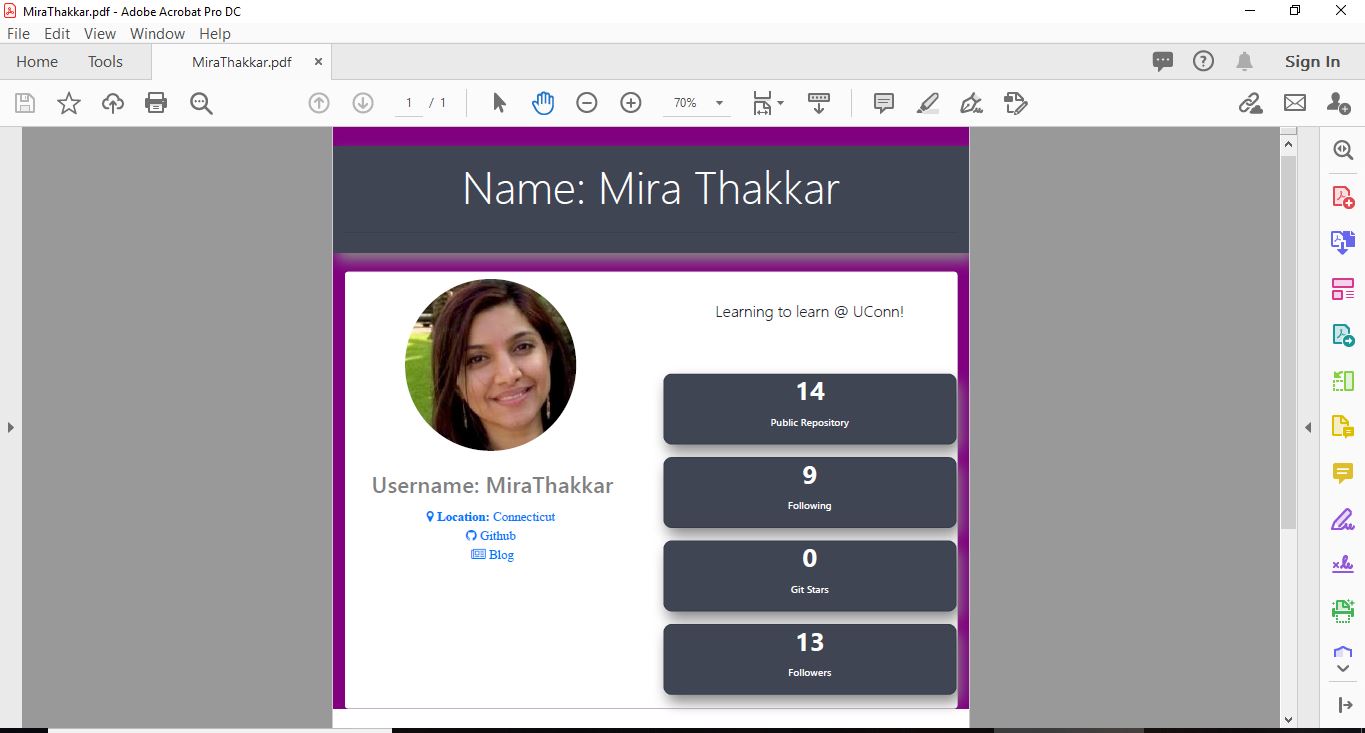 MiraThakkar.pdf - Adobe Acrobat Pro DC
File Edit View Window Help
Home Tools MiraThakkar.pdf × Sign In
1 / 1 70%
Name: Mira Thakkar
Learning to learn @ UConn!
14
Public Repository
9
Following
0
Git Stars
13
Followers
Username: MiraThakkar
Location: Connecticut
Github
Blog